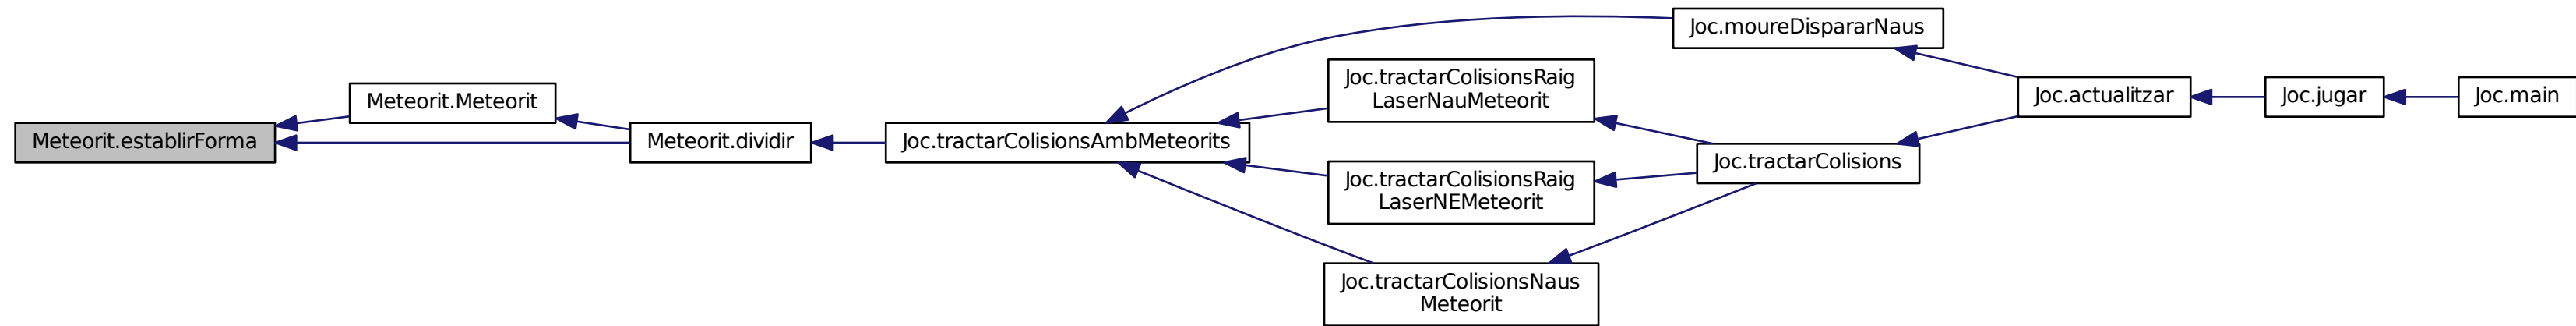 Meteorit.establirForma
Meteorit.Meteorit
Meteorit.dividir
Joc.tractarColisionsAmbMeteorits
Joc.moureDispararNaus
Joc.tractarColisionsRaig
LaserNauMeteorit
Joc.tractarColisionsRaig
LaserNEMeteorit
Joc.tractarColisionsNaus
Meteorit
Joc.tractarColisions
Joc.actualitzar
Joc.jugar
Joc.main